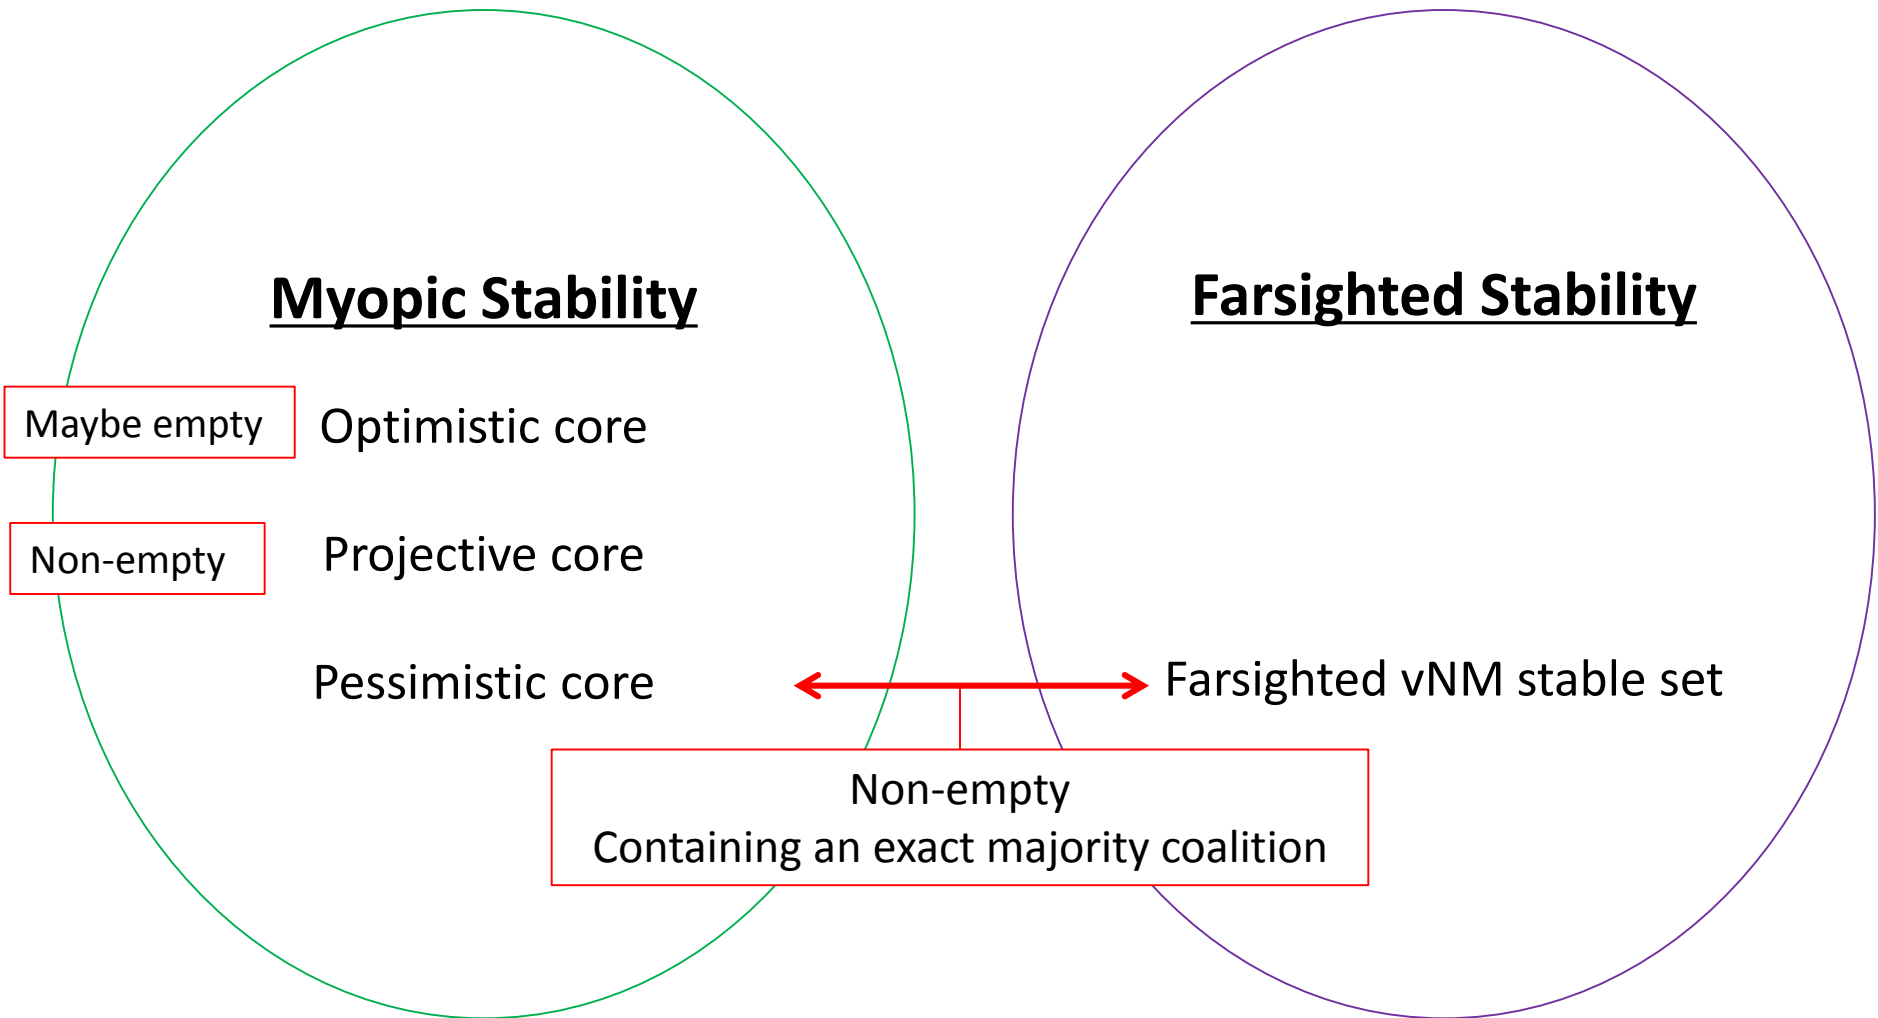 Myopic Stability
Farsighted Stability
Maybe empty
Optimistic core
Non-empty
Projective core
Pessimistic core
Farsighted vNM stable set
Non-empty
Containing an exact majority coalition